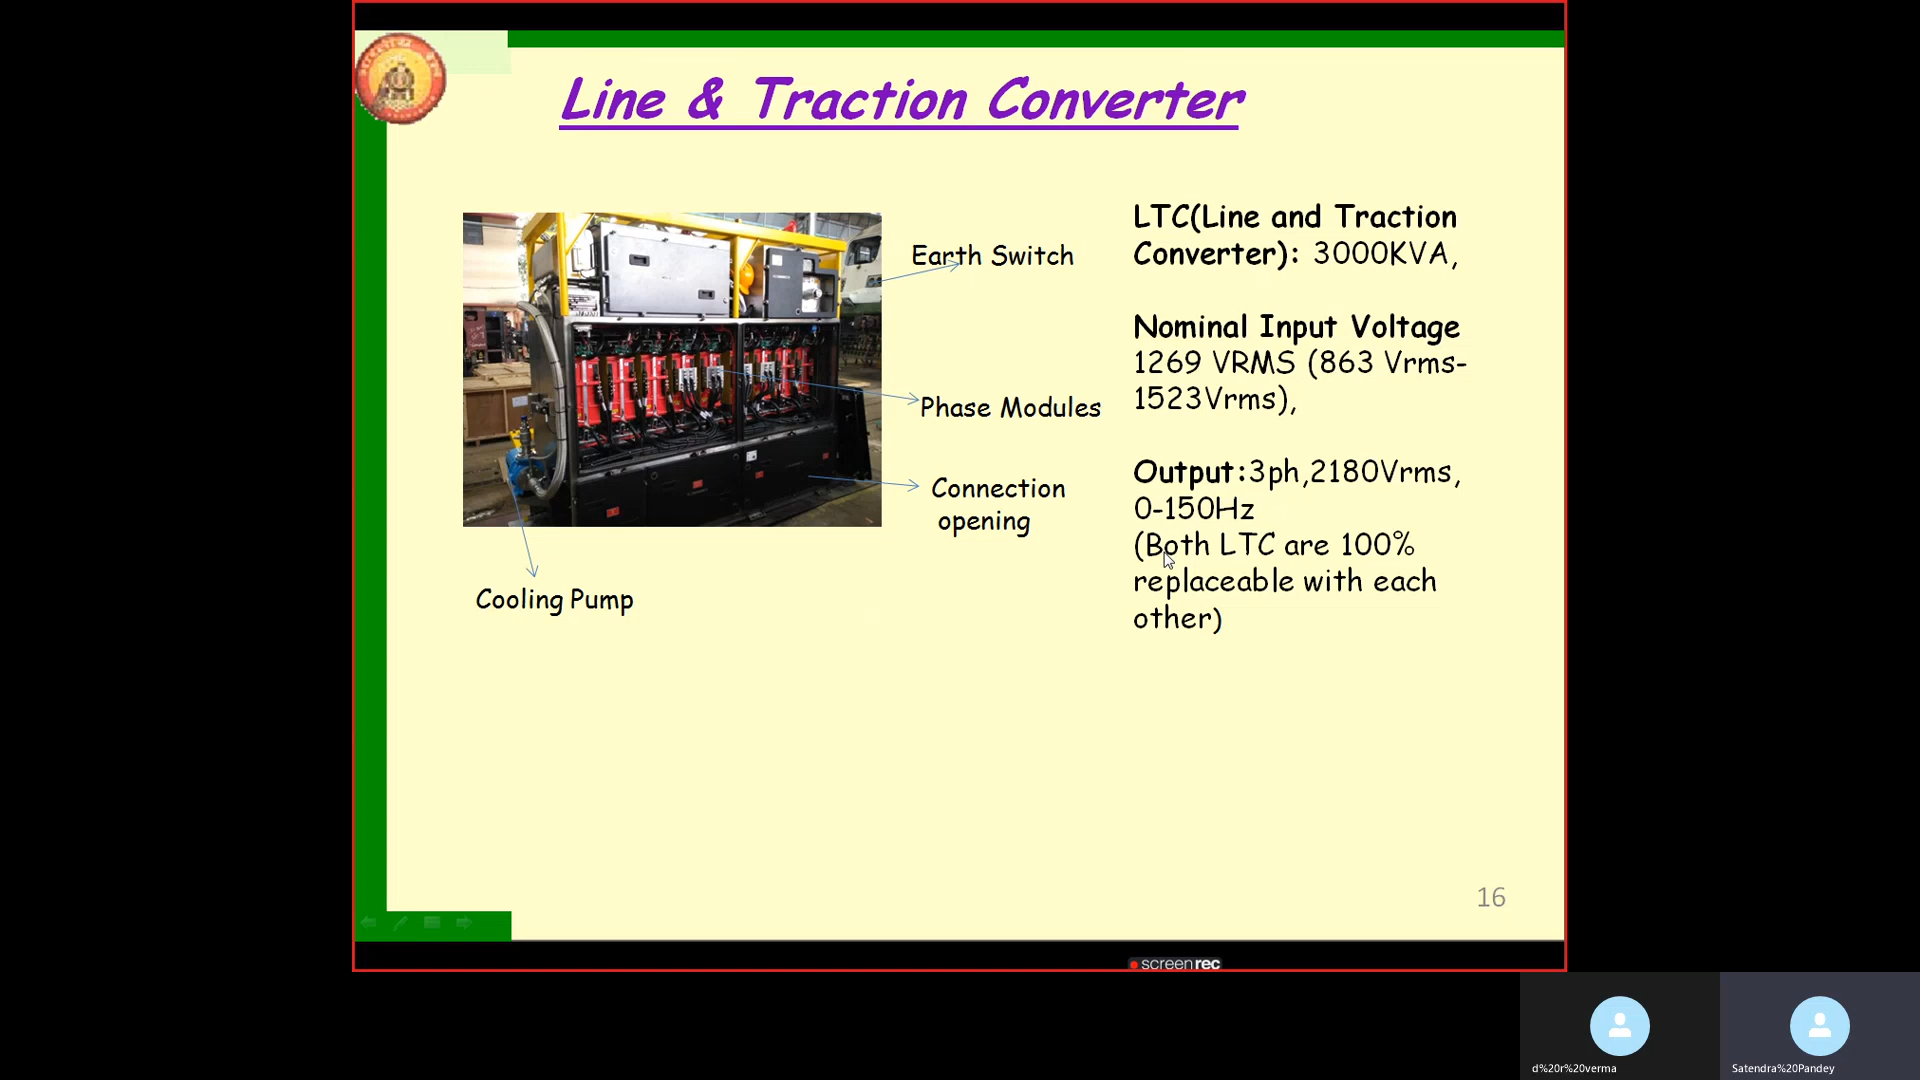 Line & Traction Converter
Earth Switch
Phase Modules
Connection
opening
Cooling Pump
LTC(Line and Traction
Converter): 3000KVA,
Nominal Input Voltage
1269 VRMS (863 Vrms-
1523Vrms),
Output:3ph,2180Vrms,
0-150Hz
(Both LTC are 100%
replaceable with each
other)
16
screenrec
d%20r%20verma
Satendra%20Pandey